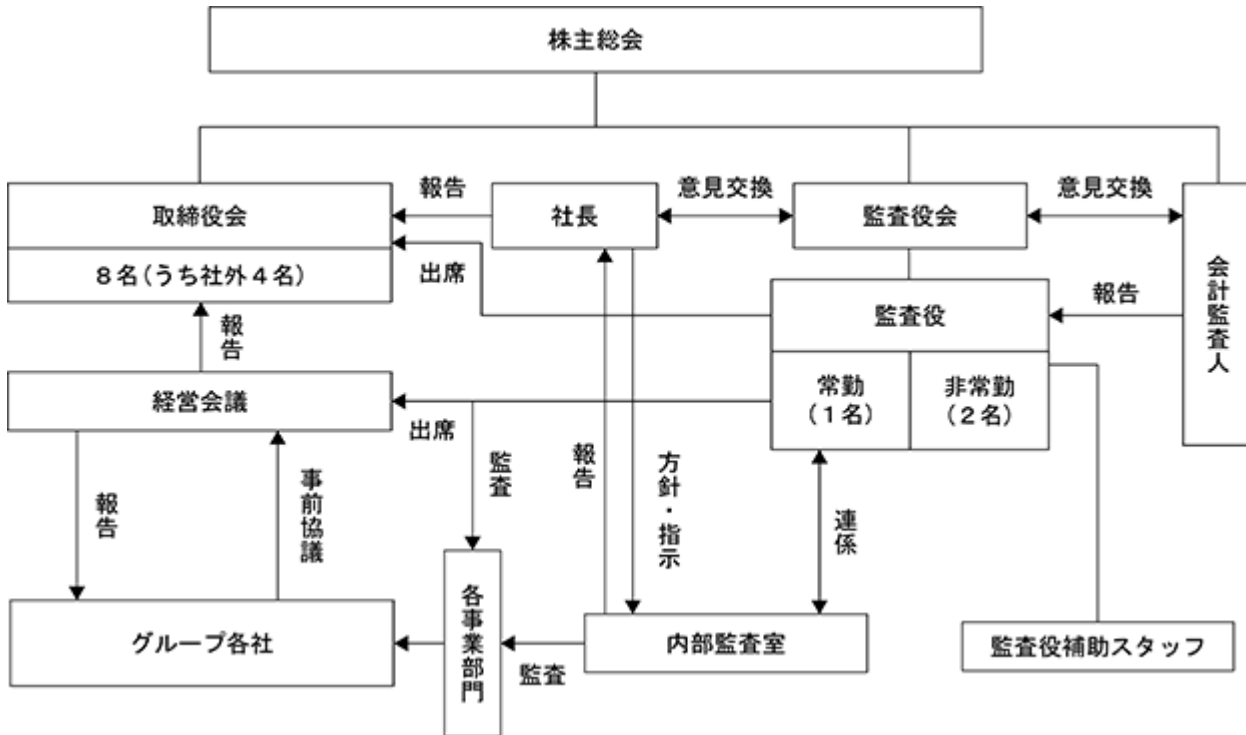 株主総会
報告
意見交換
意見交換
取締役会
社長
監査役会
8名(うち社外4名)
出席
会計監査人
報告
監査役
報告
経営会議
常勤
(1名)
非常勤
(2名)
出席
報告
事前協議
監査
報告
方針・指示
連係
各事業部門
グループ各社
内部監査室
監査役補助スタッフ
監査